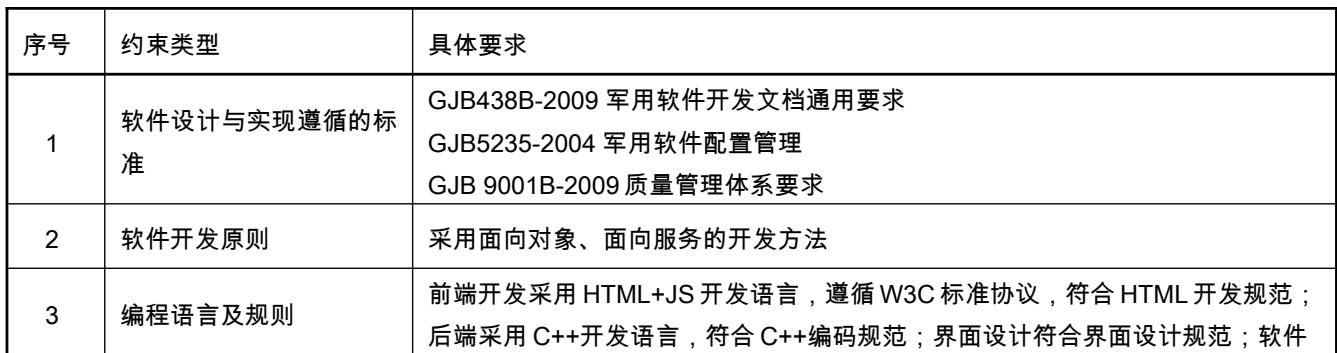 序号 约束类型 具体要求
1 软件设计与实现遵循的标准
GJB438B-2009 军用软件开发文档通用要求
GJB5235-2004 军用软件配置管理
GJB 9001B-2009 质量管理体系要求
2 软件开发原则 采用面向对象、面向服务的开发方法
3 编程语言及规则
前端开发采用 HTML+JS 开发语言，遵循 W3C 标准协议，符合 HTML 开发规范；
后端采用 C++开发语言，符合 C++编码规范；界面设计符合界面设计规范；软件